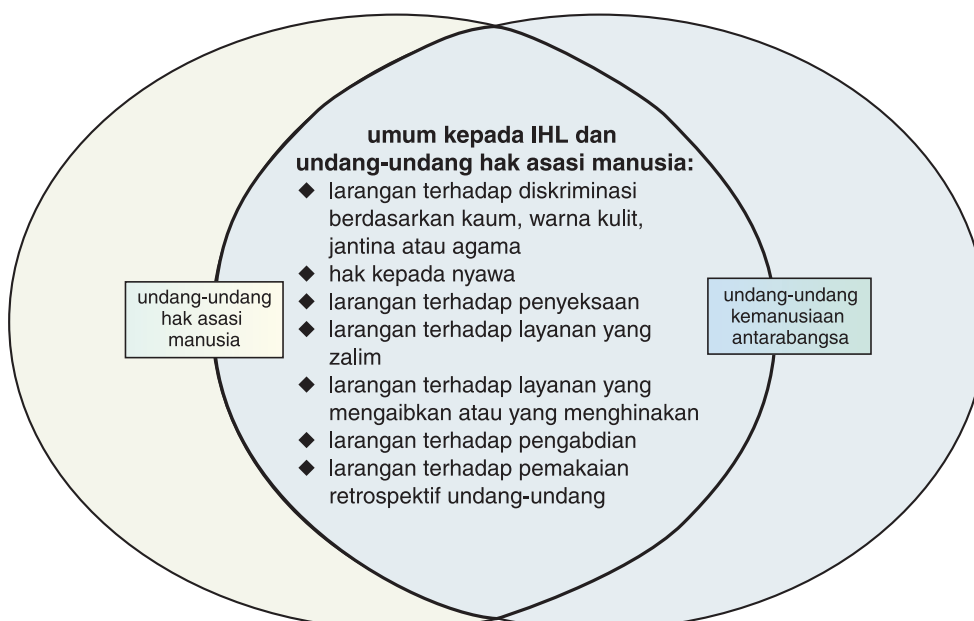 umum kepada IHL dan
undang-undang hak asasi manusia:
◆ larangan terhadap diskriminasi
berdasarkan kaum, warna kulit,
jantina atau agama
◆ hak kepada nyawa
◆ larangan terhadap penyeksaan
◆ larangan terhadap layanan yang
zalim
◆ larangan terhadap layanan yang
mengaibkan atau yang menghinakan
◆ larangan terhadap pengabdian
◆ larangan terhadap pemakaian
retrospektif undang-undang
undang-undang
hak asasi
manusia
undang-undang
kemanusiaan
antarabangsa